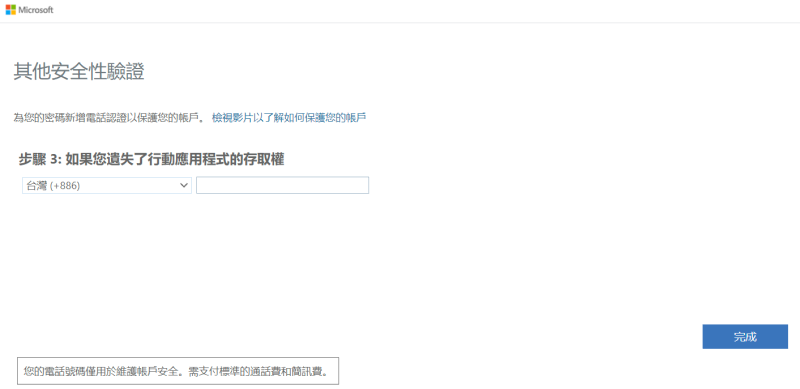 Microsoft
其他安全性驗證
為您的密碼新增電話認證以保護您的帳戶。 檢視影片以了解如何保護您的帳戶
步驟 3: 如果您遺失了行動應用程式的存取權
台灣 (+886)
完成
您的電話號碼僅用於維護帳戶安全。需支付標準的通話費和簡訊費。